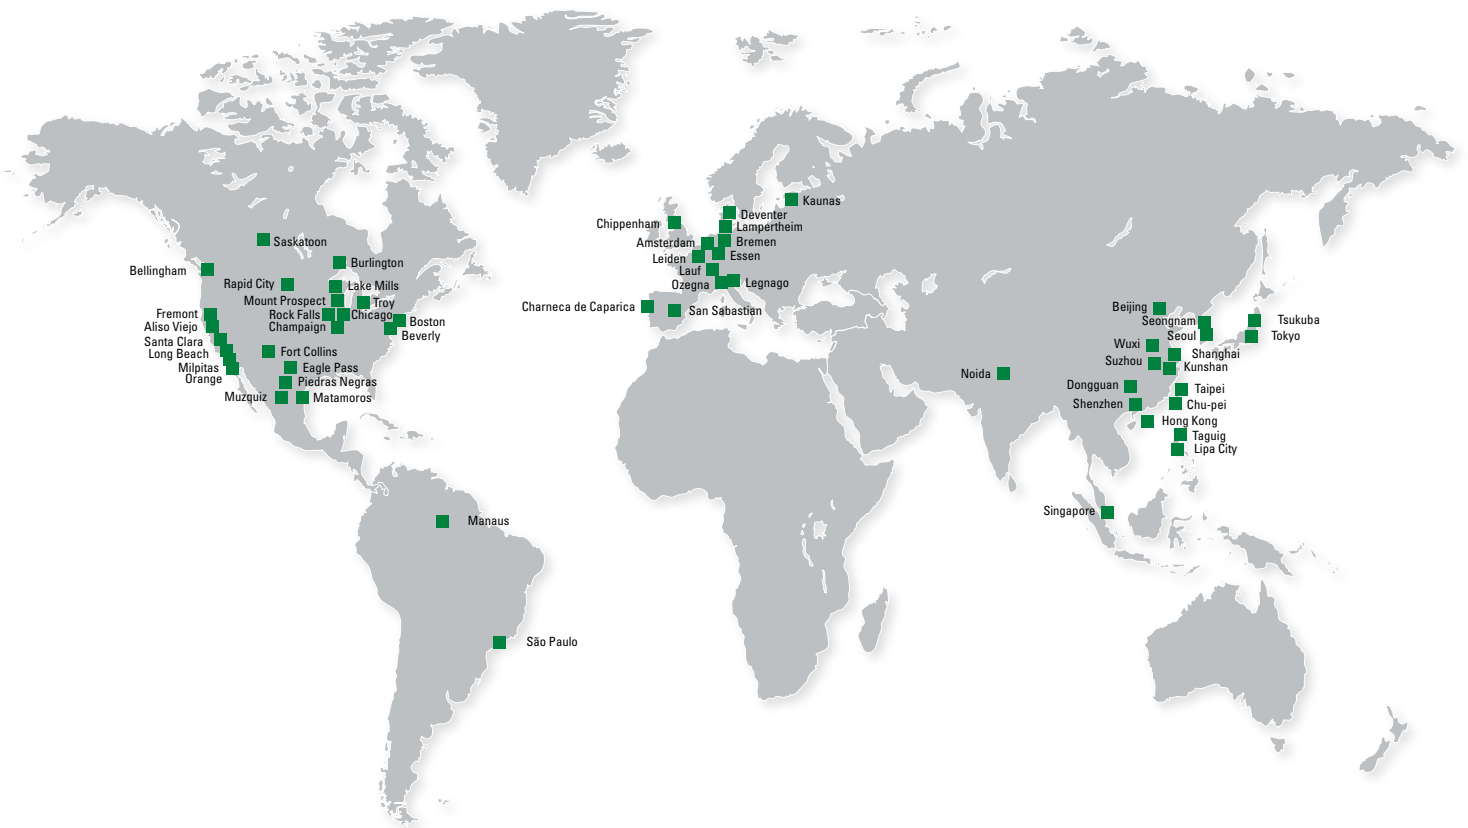 Saskatoon
Bellingham
Burlington
Rapid City
Lake Mills
Mount Prospect
Troy
Fremont
Rock Falls
Chicago
Aliso Viejo
Champaign
Boston
Beverly
Santa Clara
Long Beach
Fort Collins
Milpitas
Eagle Pass
Orange
Piedras Negras
Muzquiz
Matamoros
Manaus
São Paulo
Kaunas
Deventer
Chippenham
Lampertheim
Amsterdam
Bremen
Leiden
Essen
Lauf
Ozegna
Legnago
Charneca de Caparica
San Sabastian
Beijing
Seongnam
Tsukuba
Seoul
Tokyo
Wuxi
Shanghai
Suzhou
Kunshan
Noida
Dongguan
Taipei
Shenzhen
Chu-pei
Hong Kong
Taguig
Lipa City
Singapore